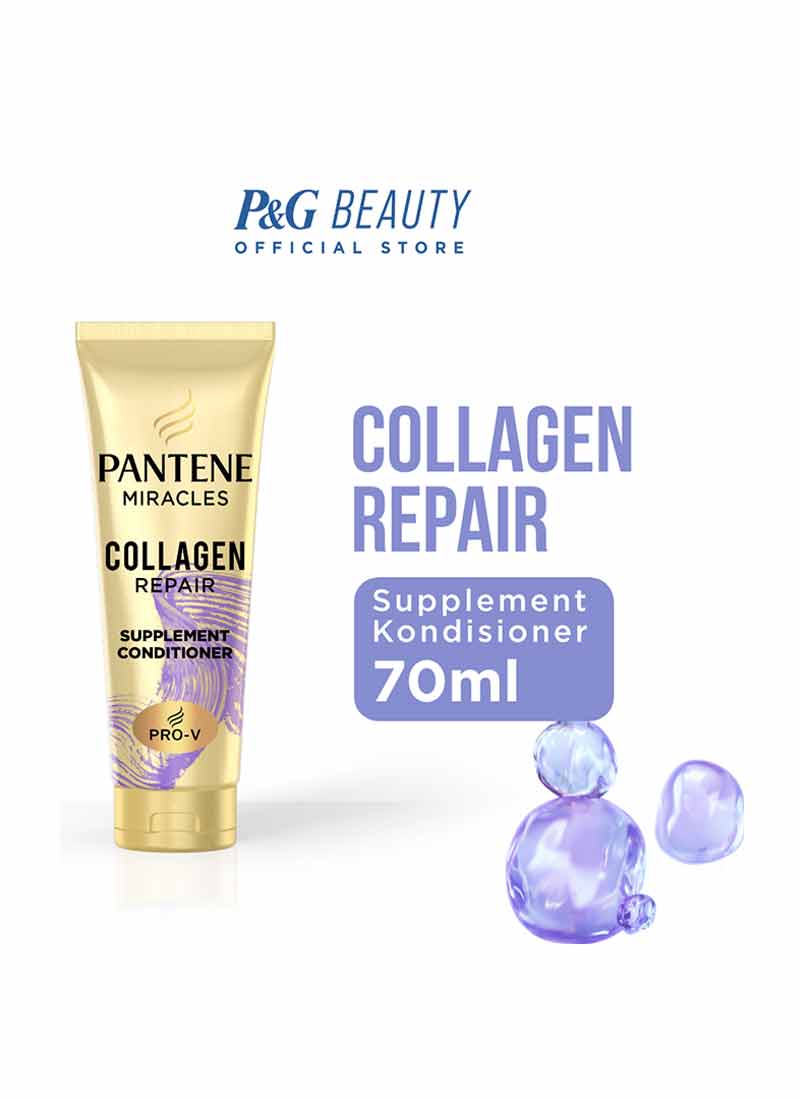 P&G BEAUTY
OFFICIAL STORE
PANTENE
MIRACLES
COLLAGEN
REPAIR
SUPPLEMENT
CONDITIONER
PRO-V
COLLAGEN
REPAIR
Supplement
Kondisioner
70ml